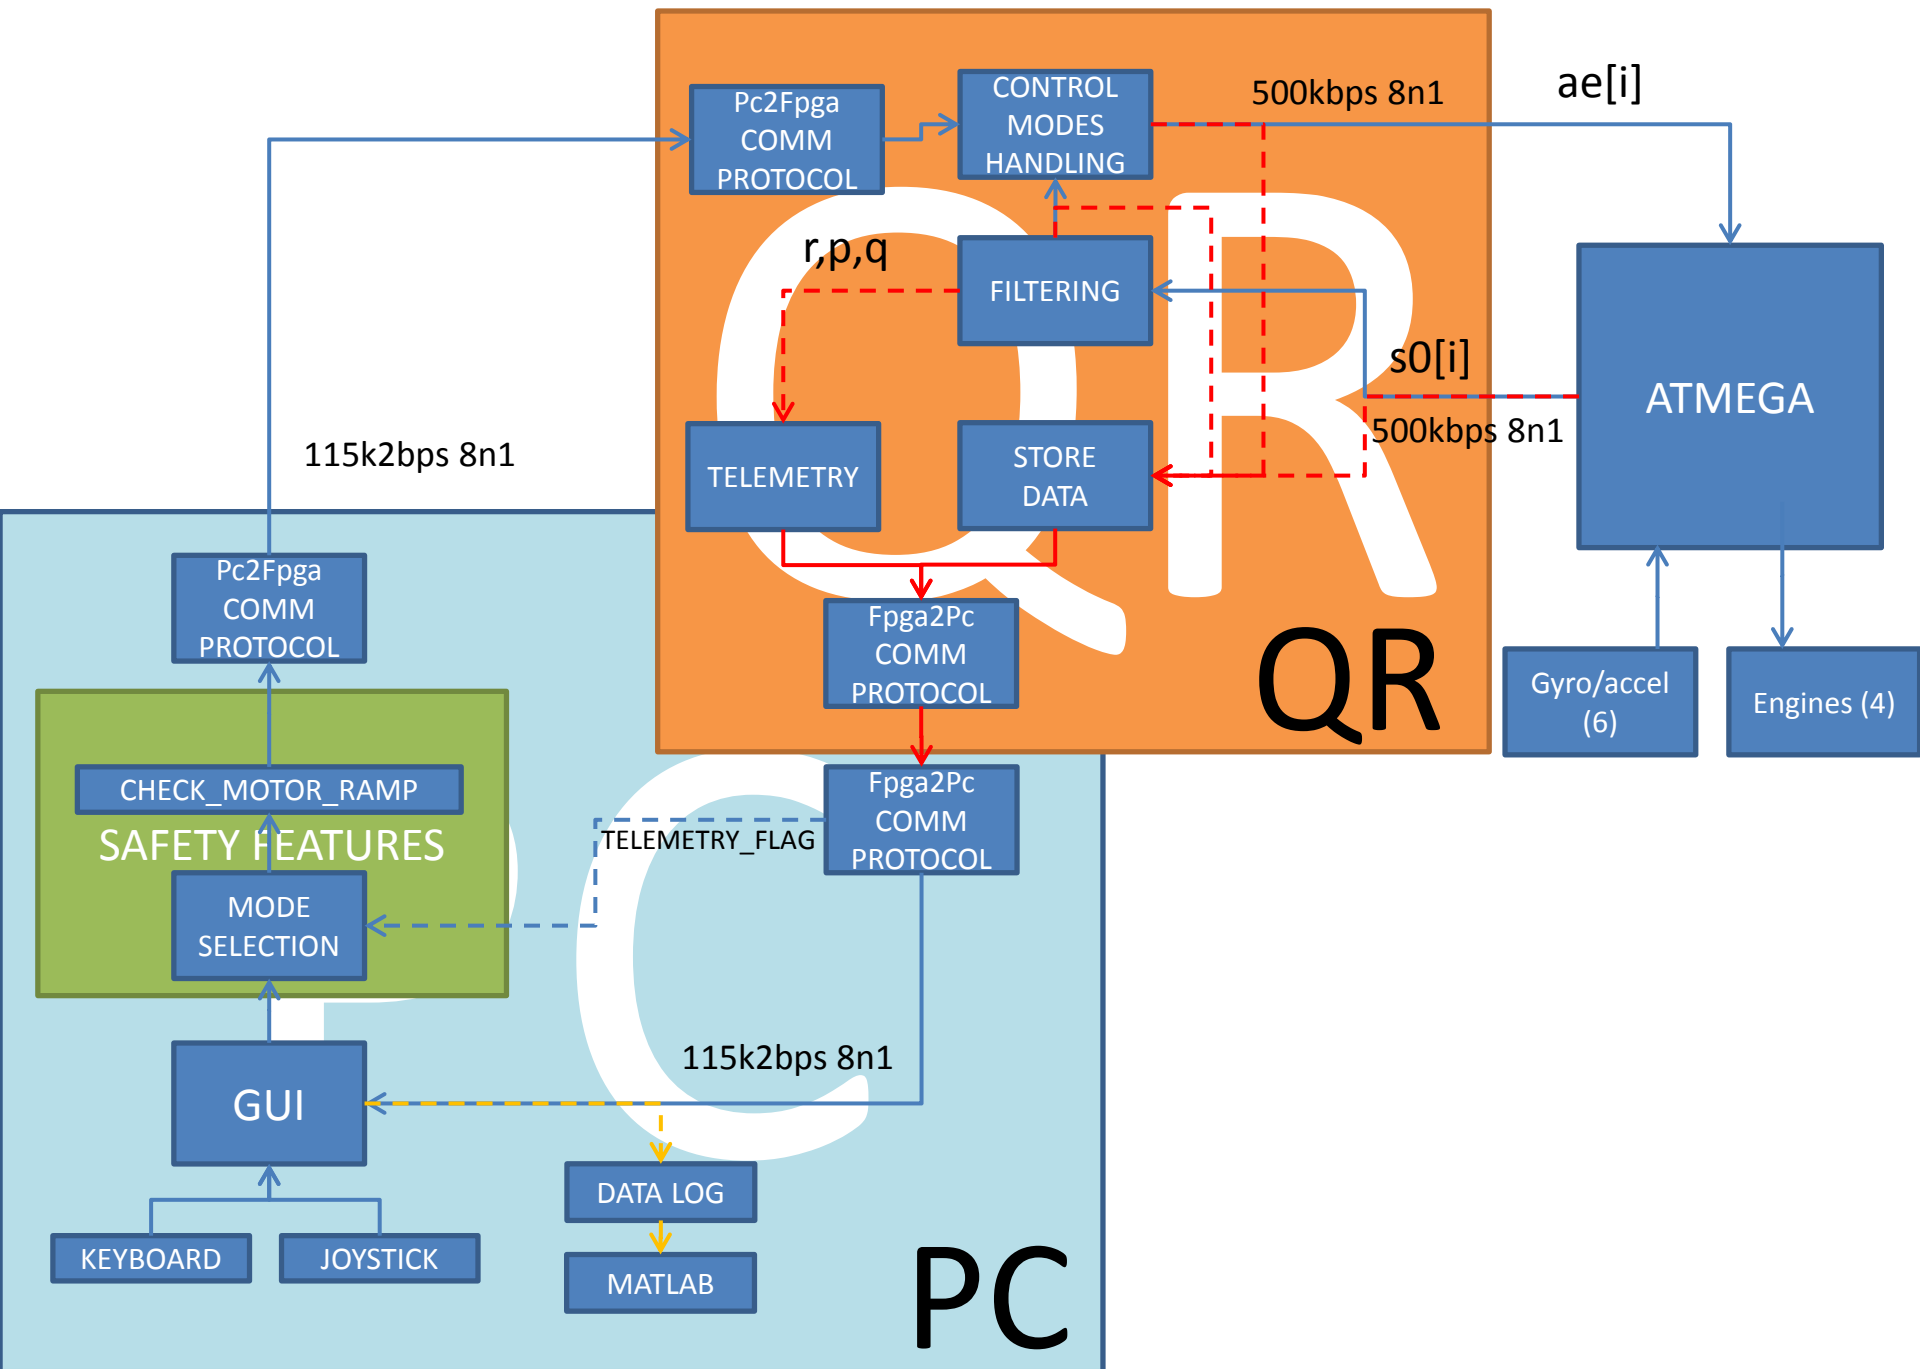 Pc2Fpga
COMM
PROTOCOL
CONTROL
MODES
HANDLING
500kbps 8n1
ae[i]
r,p,q
FILTERING
s0[i]
500kbps 8n1
ATMEGA
115k2bps 8n1
TELEMETRY
STORE
DATA
QR
Pc2Fpga
COMM
PROTOCOL
Fpga2Pc
COMM
PROTOCOL
QR
Gyro/accel
(6)
Engines (4)
CHECK_MOTOR_RAMP
SAFETY FEATURES
MODE
SELECTION
Fpga2Pc
COMM
PROTOCOL
TELEMETRY_FLAG
PC
115k2bps 8n1
GUI
DATA LOG
KEYBOARD
JOYSTICK
MATLAB
PC